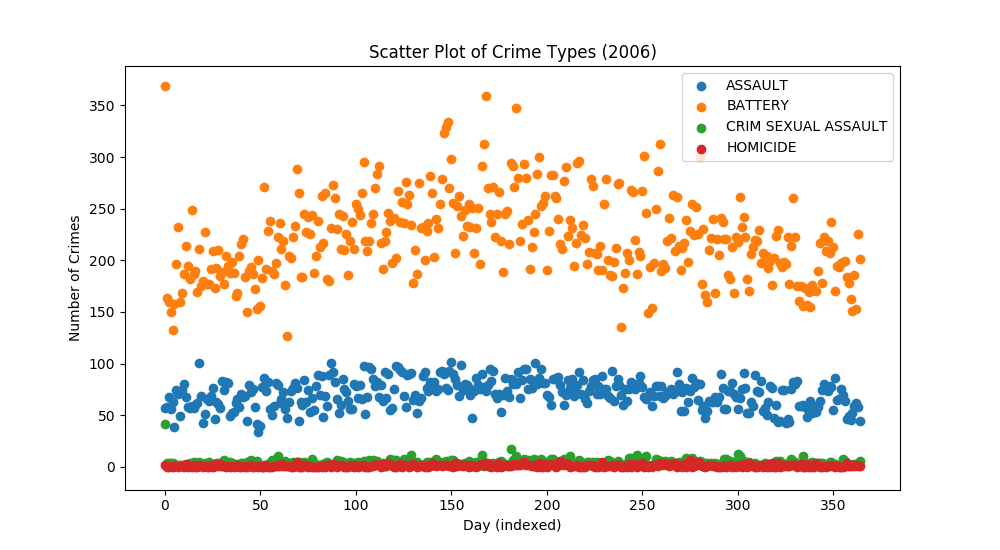 Scatter Plot of Crime Types (2006)
ASSAULT
BATTERY
CRIM SEXUAL ASSAULT
HOMICIDE
Number of Crimes
350
300
250
200
150
100
50
0
0 50 100 150 200 250 300 350
Day (indexed)